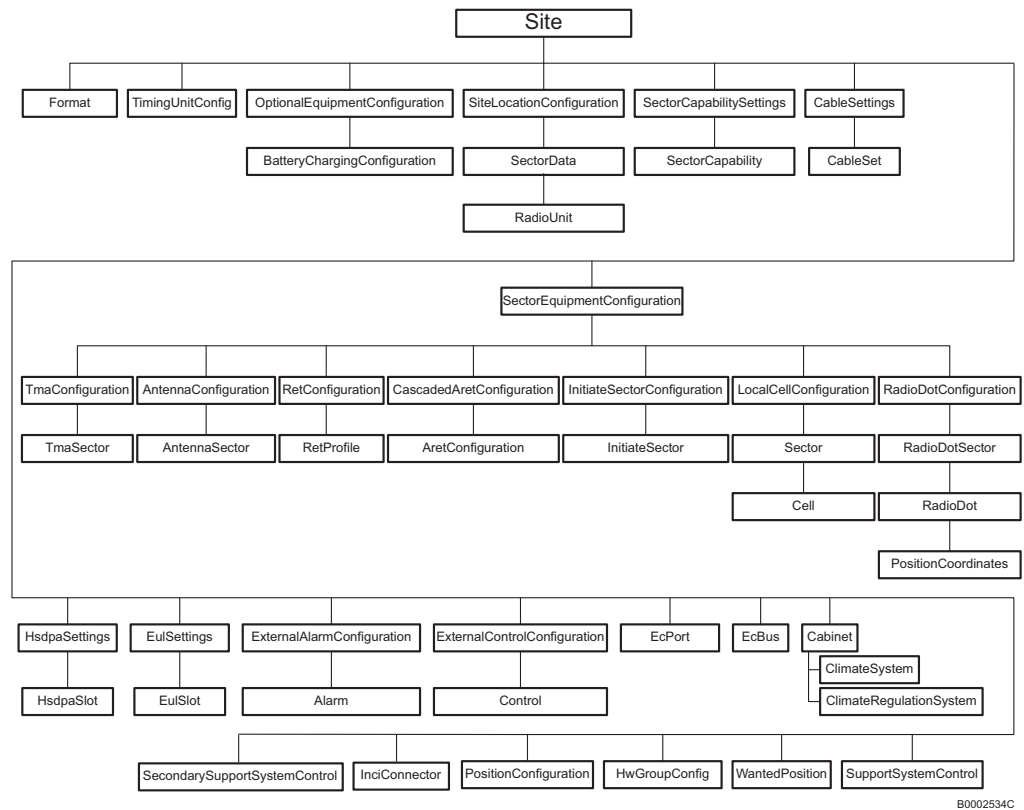 Site
Format TimingUnitConfig OptionalEquipmentConfiguration SiteLocationConfiguration SectorCapabilitySettings CableSettings
BatteryChargingConfiguration SectorData SectorCapability CableSet
RadioUnit
SectorEquipmentConfiguration
TmaConfiguration AntennaConfiguration RetConfiguration CascadedAretConfiguration InitiateSectorConfiguration LocalCellConfiguration RadioDotConfiguration
TmaSector AntennaSector RetProfile AretConfiguration InitiateSector Sector RadioDotSector
Cell RadioDot
PositionCoordinates
HsdpaSettings EulSettings ExternalAlarmConfiguration ExternalControlConfiguration EcPort EcBus Cabinet
ClimateSystem
HsdpaSlot EulSlot Alarm Control ClimateRegulationSystem
SecondarySupportSystemControl InciConnector PositionConfiguration HwGroupConfig WantedPosition SupportSystemControl
B0002534C